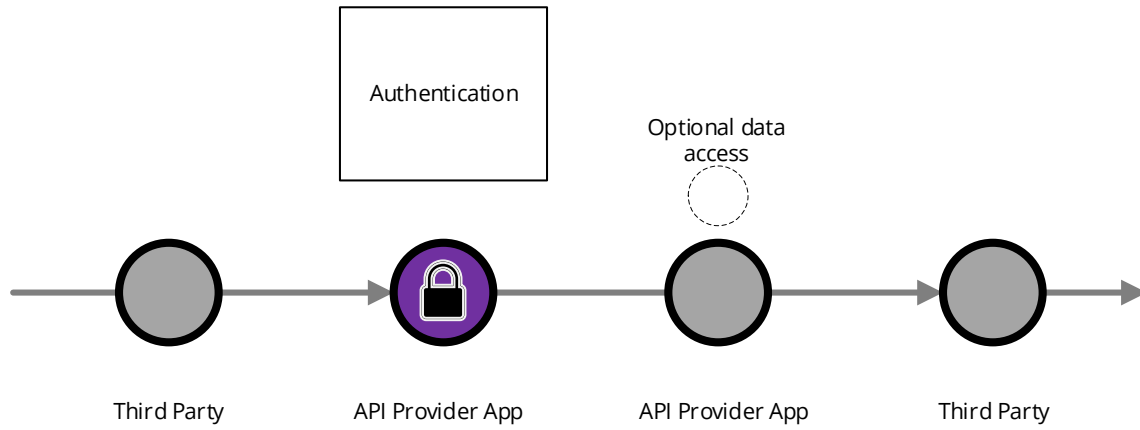 Authentication
Optional data
access
Third Party
API Provider App
API Provider App
Third Party